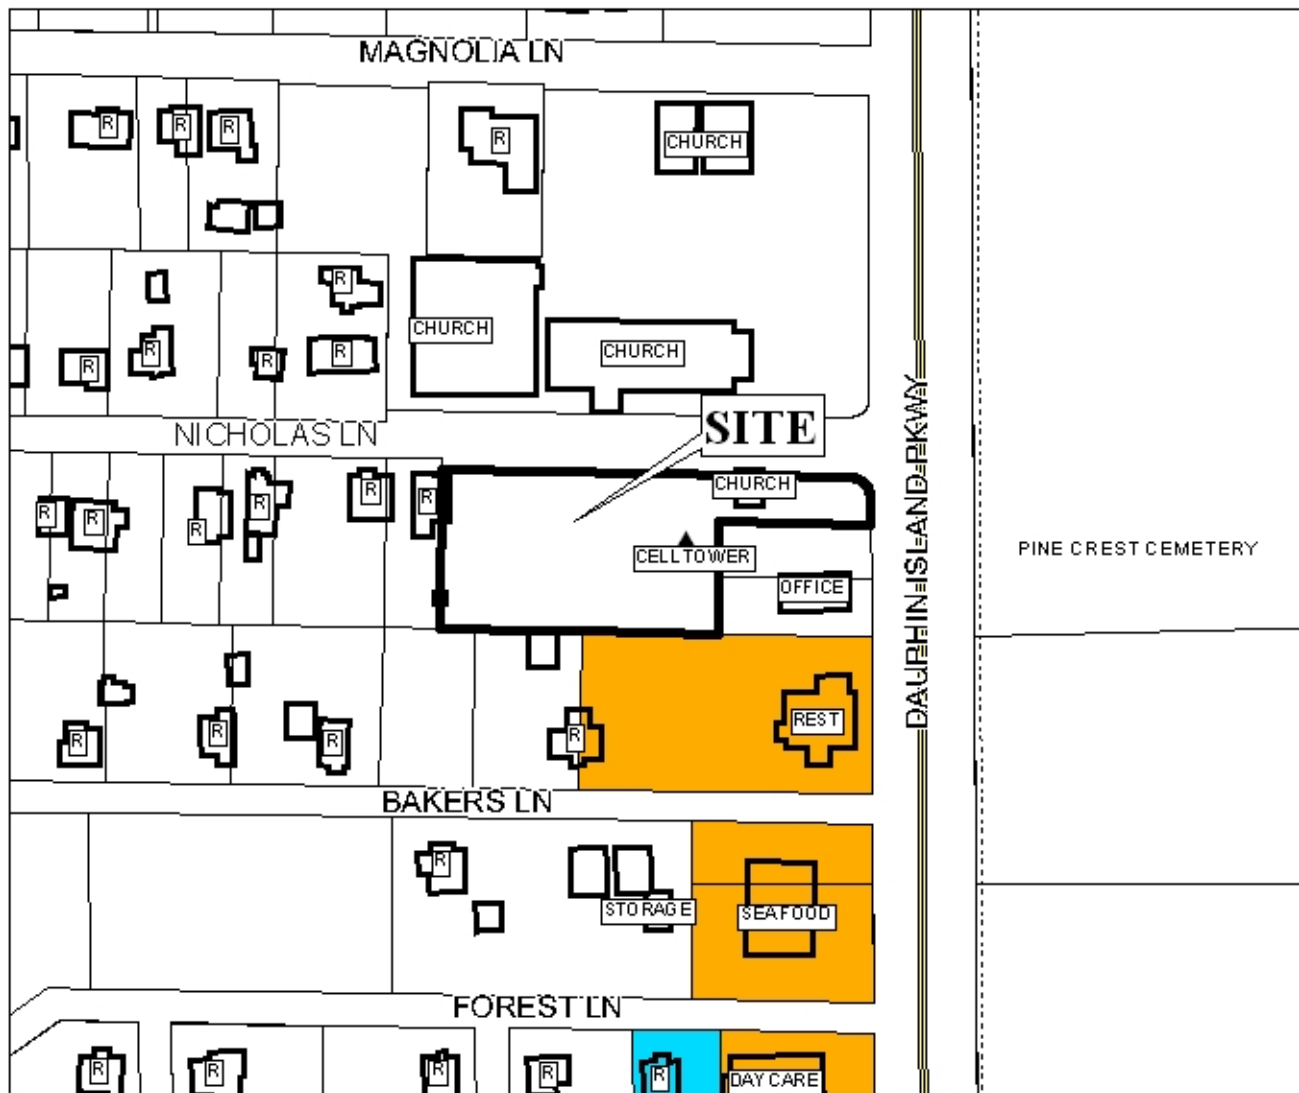 MAGNOLIA LN
R
R
R
R
CHURCH
R
CHURCH
CHURCH
R
R
R
R
SITE
NICHOLAS LN
DAUPHIN ISLAND PKWY
CHURCH
R
R
R
R
R
R
CELL TOWER
PINE CREST CEMETERY
OFFICE
REST
R
R
R
R
BAKERS LN
R
STORAGE
SEAFOOD
FOREST LN
R
R
R
R
R
DAY CARE